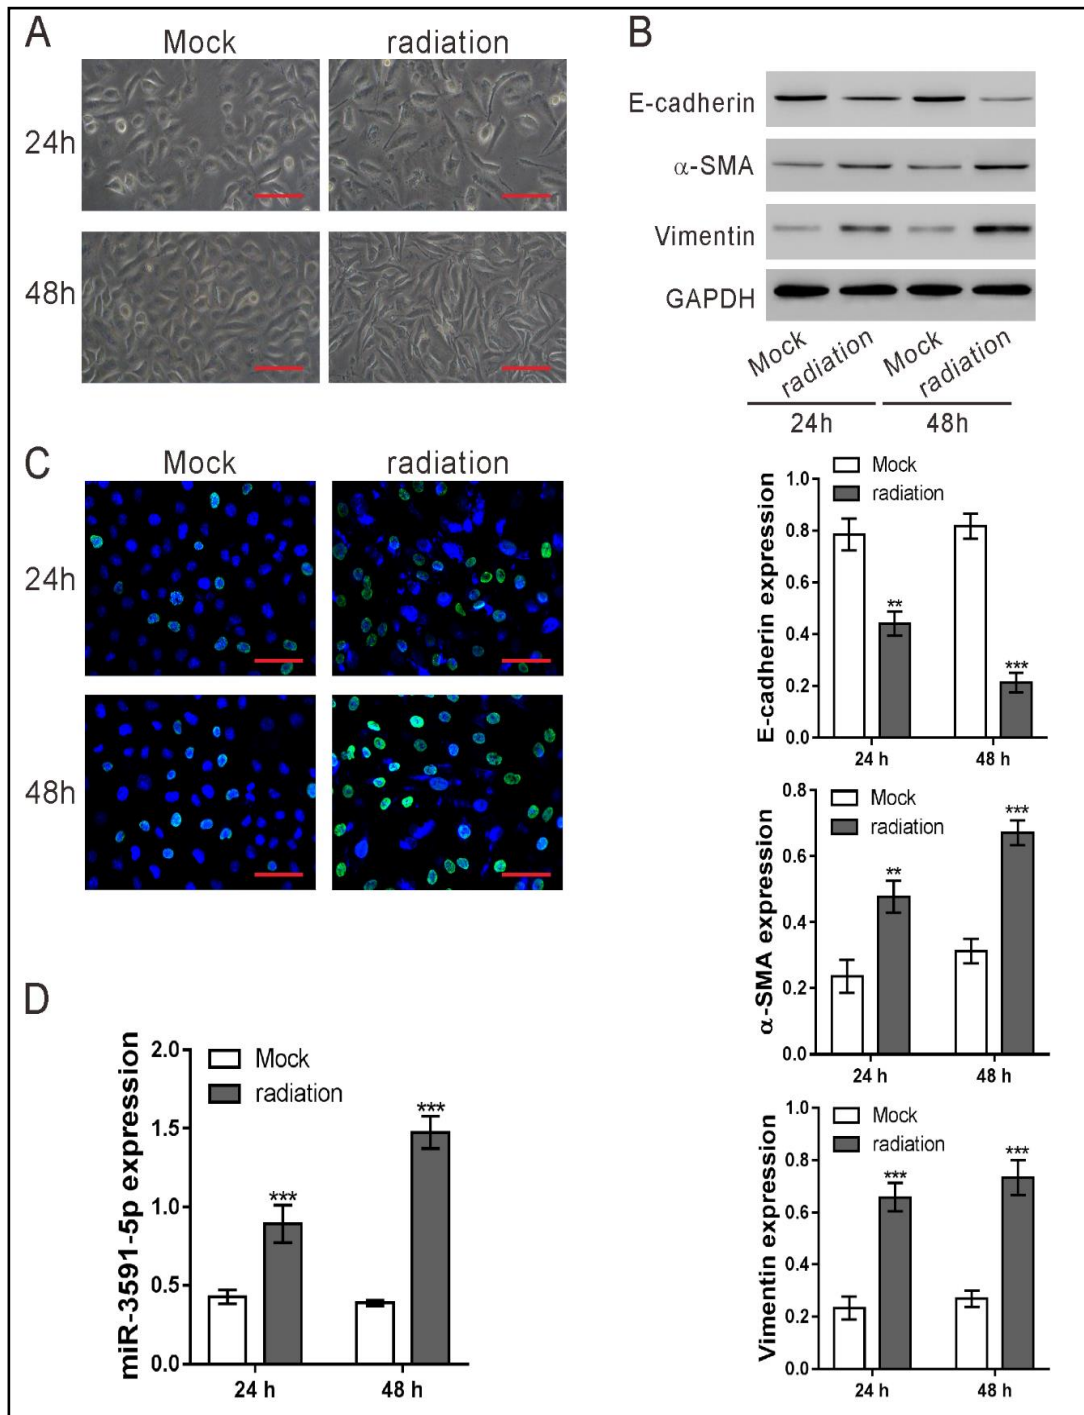 A
Mock
radiation
24h
48h
B
E-cadherin
α-SMA
Vimentin
GAPDH
Mock
radiation
Mock
radiation
24h
48h
C
Mock
radiation
24h
48h
Mock
radiation
E-cadherin expression
1.0
0.8
0.6
0.4
0.2
0.0
**
***
24 h
48 h
Mock
radiation
α-SMA expression
0.8
0.6
0.4
0.2
0.0
**
***
24 h
48 h
Mock
radiation
Vimentin expression
1.0
0.8
0.6
0.4
0.2
0.0
***
***
24 h
48 h
D
Mock
radiation
miR-3591-5p expression
2.0
1.5
1.0
0.5
0.0
***
***
24 h
48 h